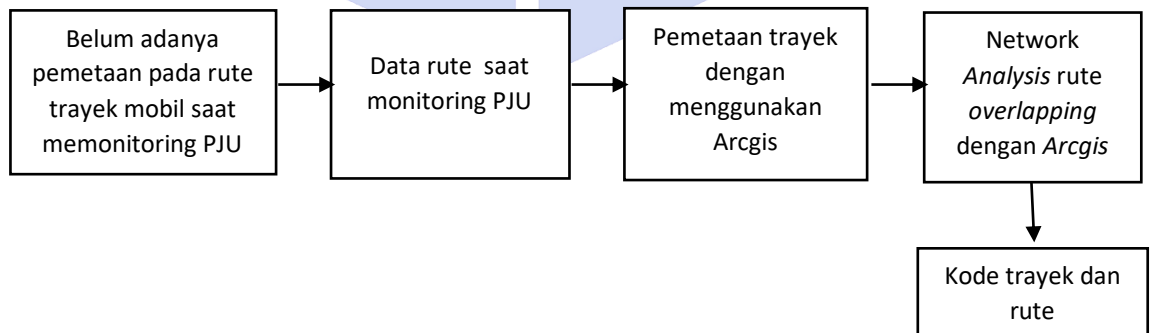 Belum adanya
pemetaan pada rute
trayek mobil saat
memonitoring PJU
Data rute saat
monitoring PJU
Pemetaan trayek
dengan
menggunakan
Arcgis
Network
Analysis rute
overlapping
dengan Arcgis
Kode trayek dan
rute